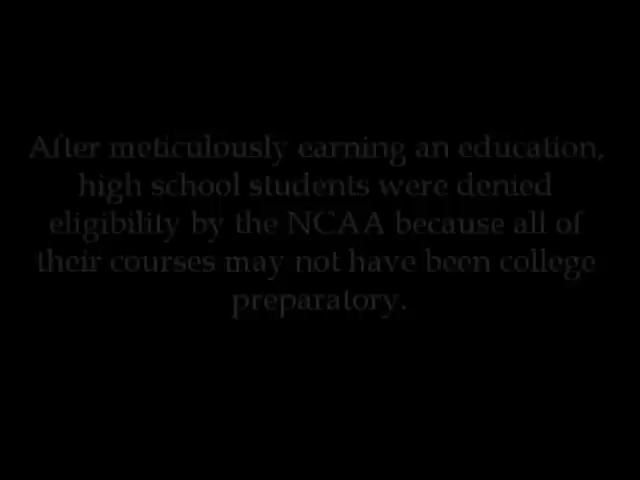 After meticulously earning an education,
high school students were denied
eligibility by the NCAA because all of
their courses may not have been college
preparatory.